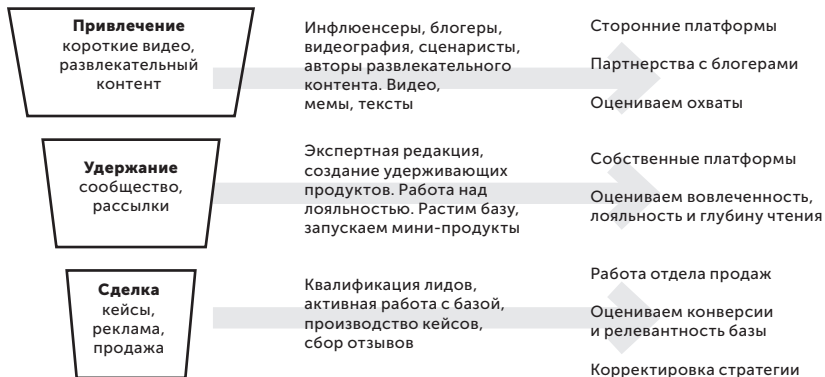 Привлечение
короткие видео,
развлекательный
контент
Инфлюенсеры, блогеры,
видеография, сценаристы,
авторы развлекательного
контента. Видео,
мемы, тексты
Сторонние платформы
Партнерства с блогерами
Оцениваем охваты
Удержание
сообщество,
рассылки
Экспертная редакция,
создание удерживающих
продуктов. Работа над
лояльностью. Растим базу,
запускаем мини-продукты
Собственные платформы
Оцениваем вовлеченность,
лояльность и глубину чтения
Сделка
кейсы,
реклама,
продажа
Квалификация лидов,
активная работа с базой,
производство кейсов,
сбор отзывов
Работа отдела продаж
Оцениваем конверсии
и релевантность базы
Корректировка стратегии